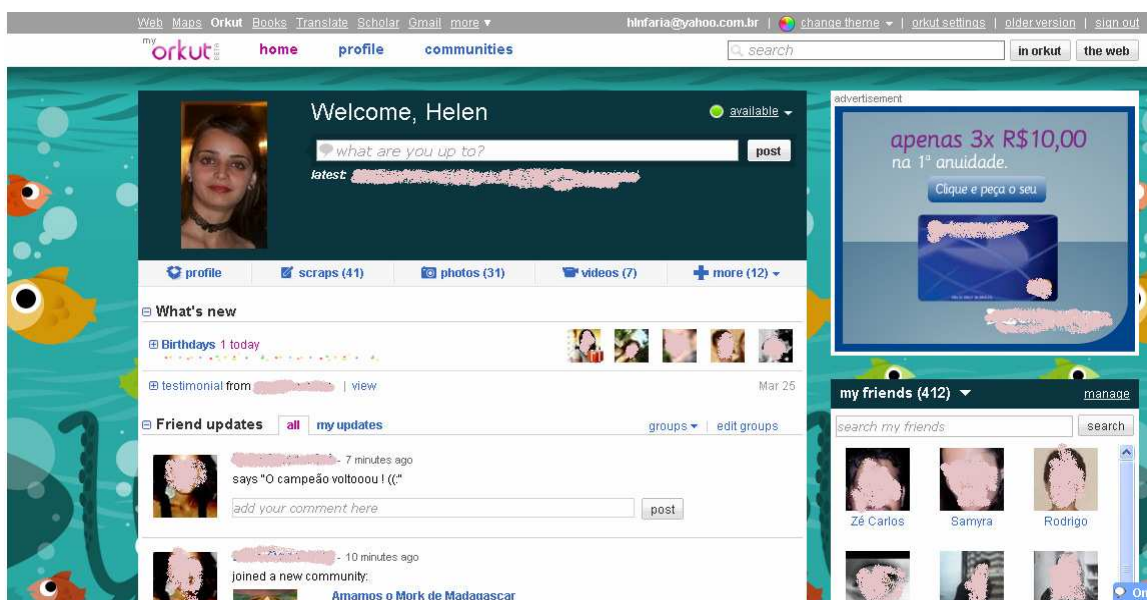 Web Maps Orkut Books Translate Scholar Gmail more ▼ hlnfaria@yahoo.com.br | change theme | orkut settings | older version | sign out
my orkut BETA home profile communities search in orkut the web
Welcome, Helen available
what are you up to? post
latest:
profile scraps (41) photos (31) videos (7) more (12)
What's new
Birthdays 1 today
testimonial from | view Mar 25
Friend updates all my updates groups | edit groups
- 7 minutes ago
says "O campeão voltooou ! ((:"
add your comment here post
- 10 minutes ago
joined a new community:
Amamos o Mork de Madagascar
advertisement
apenas 3x R$10,00
na 1ª anuidade.
Clique e peça o seu
my friends (412) manage
search my friends search
Zé Carlos Samyra Rodrigo